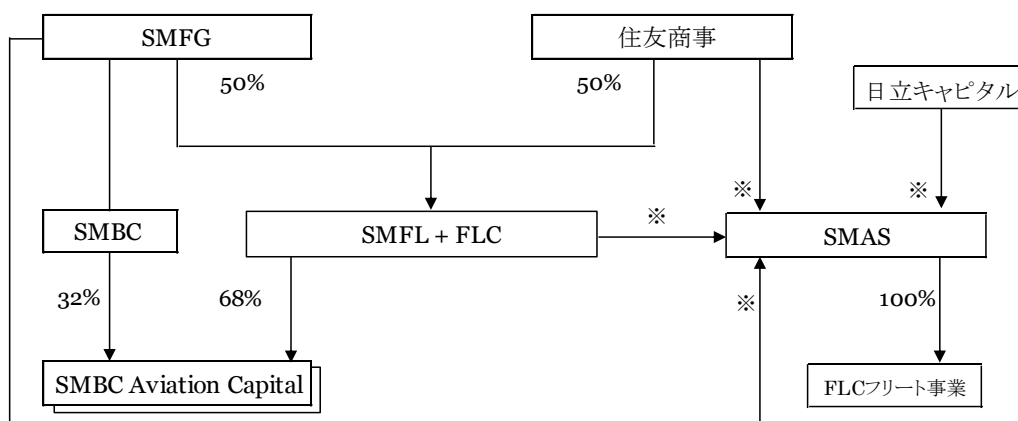 SMFG
住友商事
50%
50%
日立キャピタル
※
※
SMBC
SMFL + FLC
※
SMAS
32%
68%
※
100%
SMBC Aviation Capital
FLCフリート事業